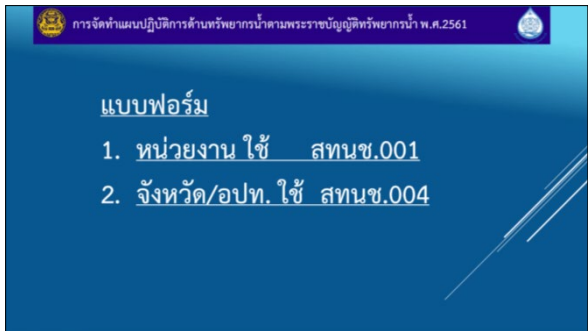 การจัดทำแผนปฏิบัติการด้านทรัพยากรน้ำตามพระราชบัญญัติทรัพยากรน้ำ พ.ศ.2561
แบบฟอร์ม
1. หน่วยงาน ใช้ สทนช.001
2. จังหวัด/อปท. ใช้ สทนช.004